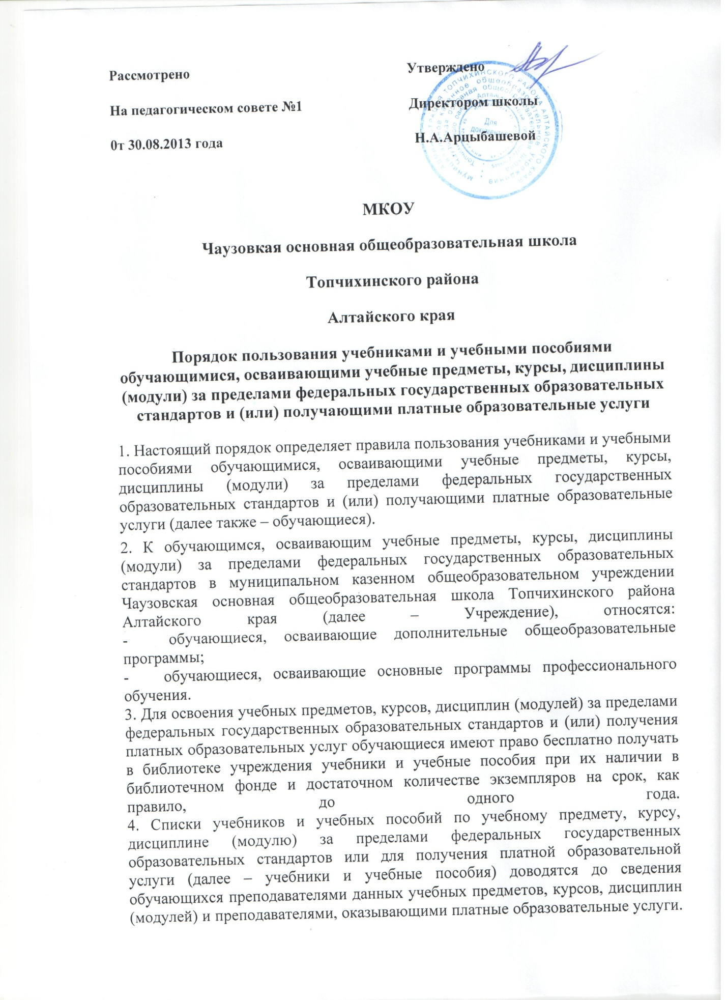 Рассмотрено Утверждено
На педагогическом совете №1 Директором школы
0т 30.08.2013 года Н.А.Арцыбашевой
АДМИНИСТРАЦИЯ ТОПЧИХИНСКОГО РАЙОНА АЛТАЙСКОГО КРАЯ
Для
документов
МКОУ
Чаузовкая основная общеобразовательная школа
Топчихинского района
Алтайского края
Порядок пользования учебниками и учебными пособиями
обучающимися, осваивающими учебные предметы, курсы, дисциплины
(модули) за пределами федеральных государственных образовательных
стандартов и (или) получающими платные образовательные услуги
1. Настоящий порядок определяет правила пользования учебниками и учебными
пособиями обучающимися, осваивающими учебные предметы, курсы,
дисциплины (модули) за пределами федеральных государственных
образовательных стандартов и (или) получающими платные образовательные
услуги (далее также – обучающиеся).
2. К обучающимся, осваивающим учебные предметы, курсы, дисциплины
(модули) за пределами федеральных государственных образовательных
стандартов в муниципальном казенном общеобразовательном учреждении
Чаузовская основная общеобразовательная школа Топчихинского района
Алтайского края (далее – Учреждение), относятся:
- обучающиеся, осваивающие дополнительные общеобразовательные
программы;
- обучающиеся, осваивающие основные программы профессионального
обучения.
3. Для освоения учебных предметов, курсов, дисциплин (модулей) за пределами
федеральных государственных образовательных стандартов и (или) получения
платных образовательных услуг обучающиеся имеют право бесплатно получать
в библиотеке учреждения учебники и учебные пособия при их наличии в
библиотечном фонде и достаточном количестве экземпляров на срок, как
правило, до одного года.
4. Списки учебников и учебных пособий по учебному предмету, курсу,
дисциплине (модулю) за пределами федеральных государственных
образовательных стандартов или для получения платной образовательной
услуги (далее – учебники и учебные пособия) доводятся до сведения
обучающихся преподавателями данных учебных предметов, курсов, дисциплин
(модулей) и преподавателями, оказывающими платные образовательные услуги.